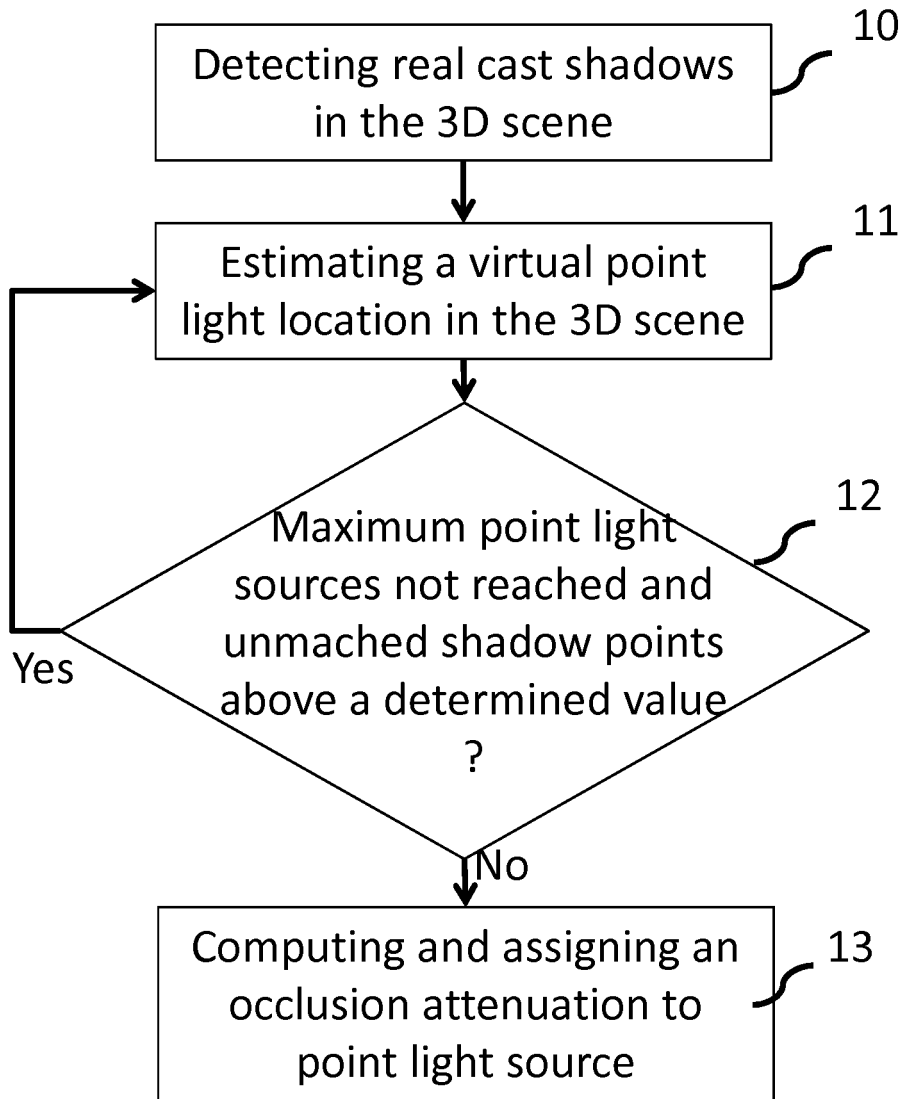 10
Detecting real cast shadows
in the 3D scene
11
Estimating a virtual point
light location in the 3D scene
12
Maximum point light
sources not reached and
unmached shadow points
above a determined value
?
Yes
No
13
Computing and assigning an
occlusion attenuation to
point light source